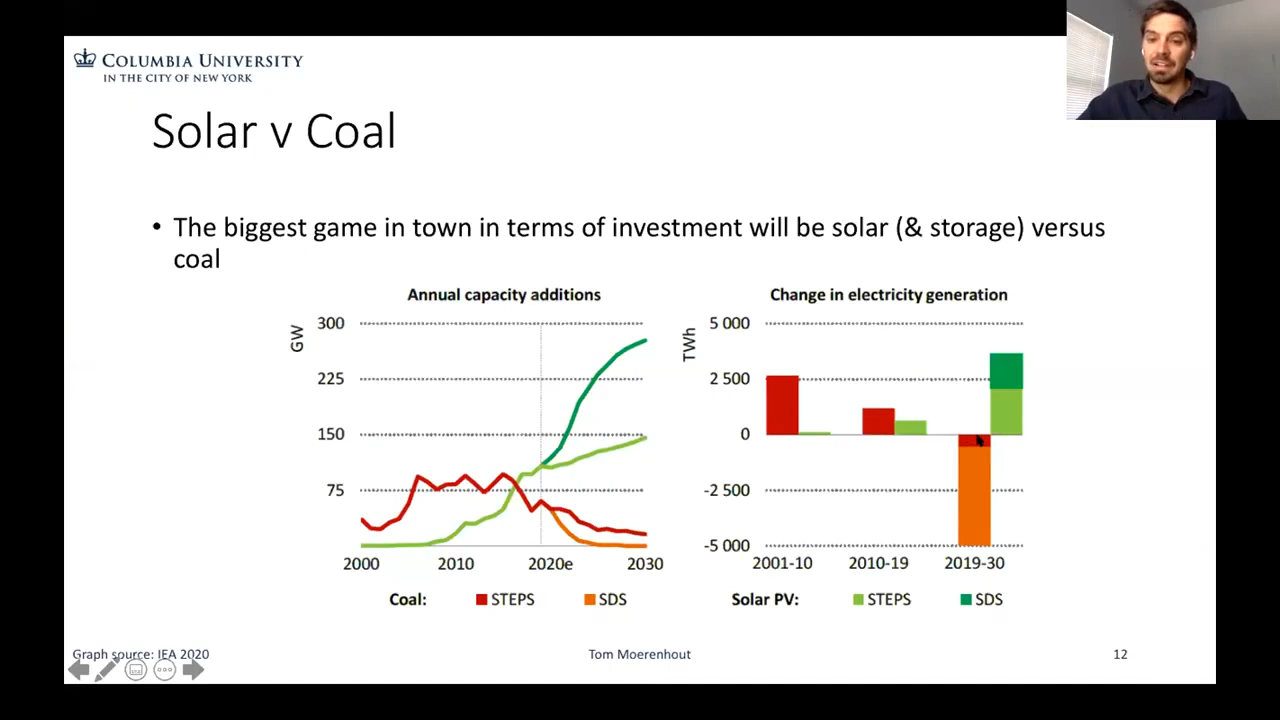 COLUMBIA UNIVERSITY
IN THE CITY OF NEW YORK
Solar v Coal
• The biggest game in town in terms of investment will be solar (& storage) versus
coal
Annual capacity additions
GW
300
225
150
75
2000 2010 2020e 2030
Change in electricity generation
TWh
5 000
2 500
0
-2 500
-5 000
2001-10 2010-19 2019-30
Coal: STEPS SDS
Solar PV: STEPS SDS
Graph source: IEA 2020
Tom Moerenhout
12